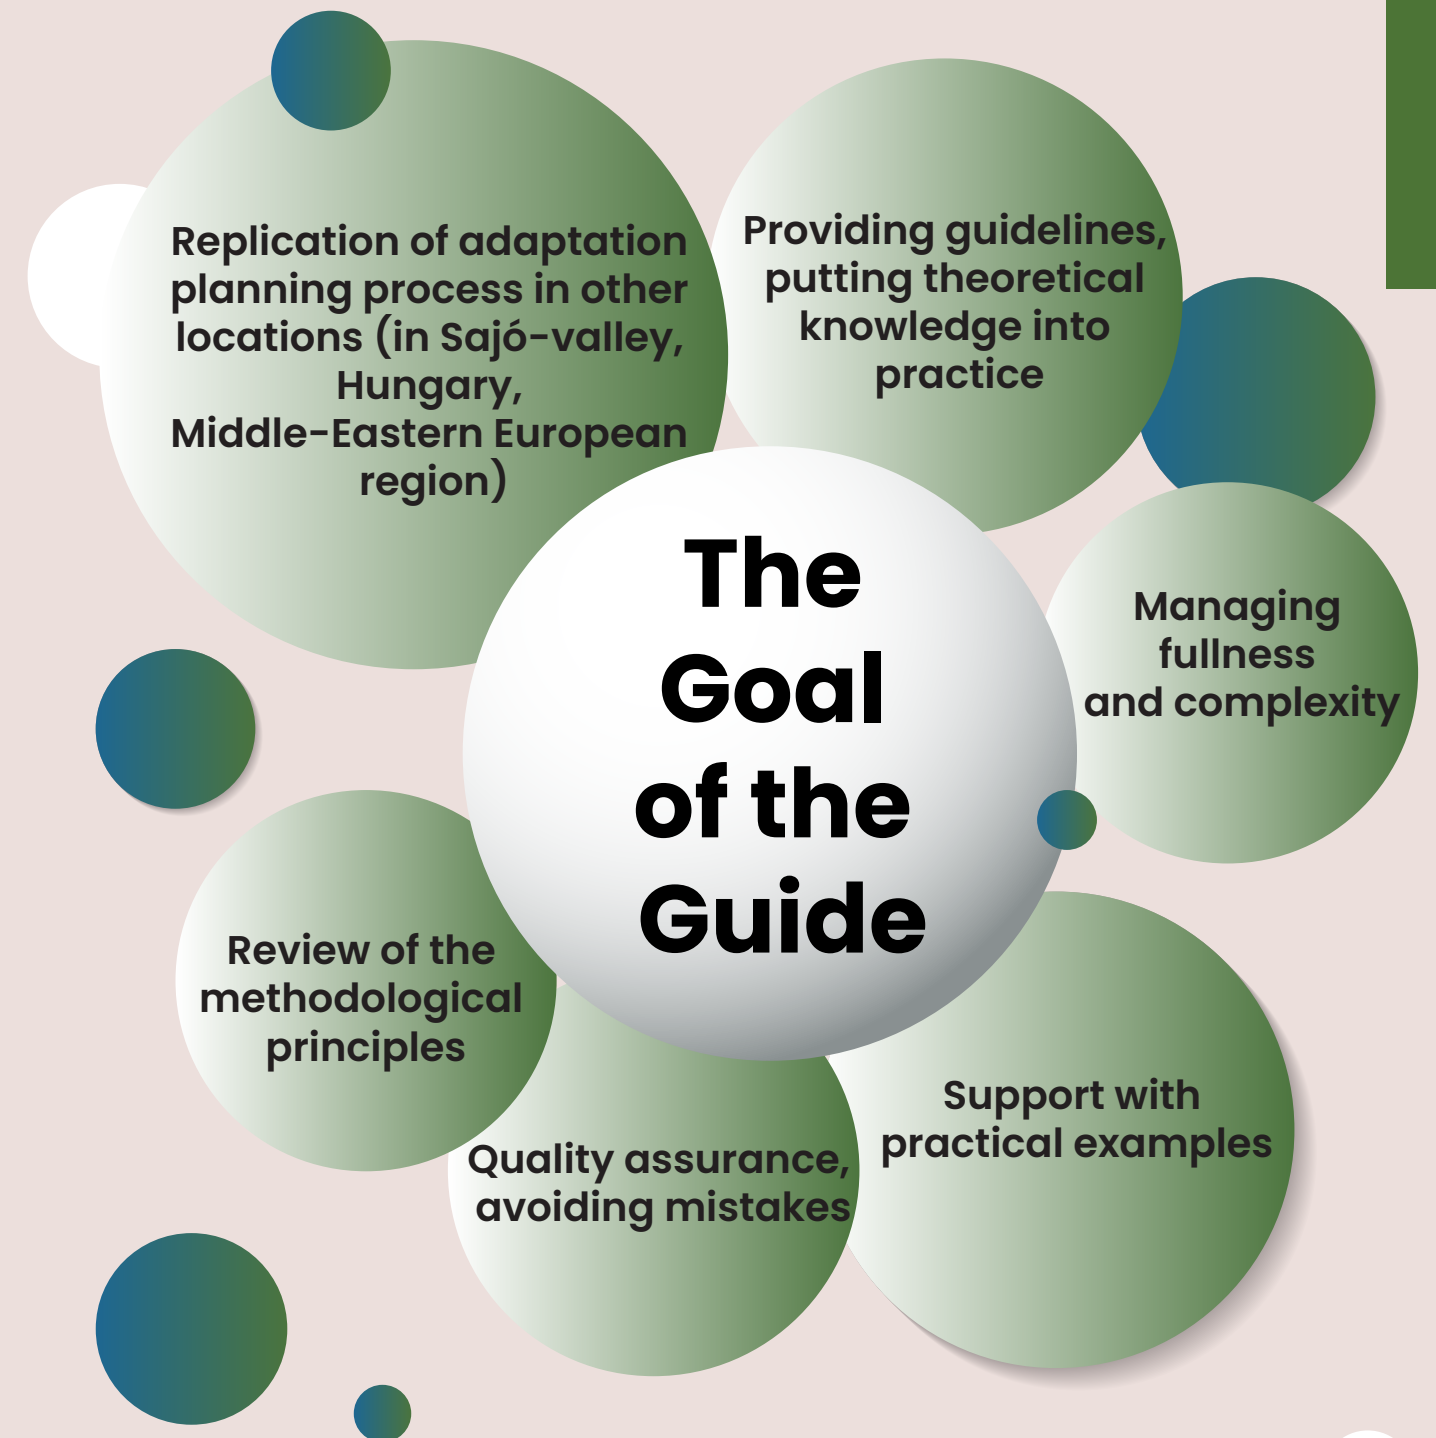 Replication of adaptation
planning process in other
locations (in Sajó-valley,
Hungary,
Middle-Eastern European
region)
Providing guidelines,
putting theoretical
knowledge into
practice
The
Goal
of the
Guide
Managing
fullness
and complexity
Review of the
methodological
principles
Quality assurance,
avoiding mistakes
Support with
practical examples